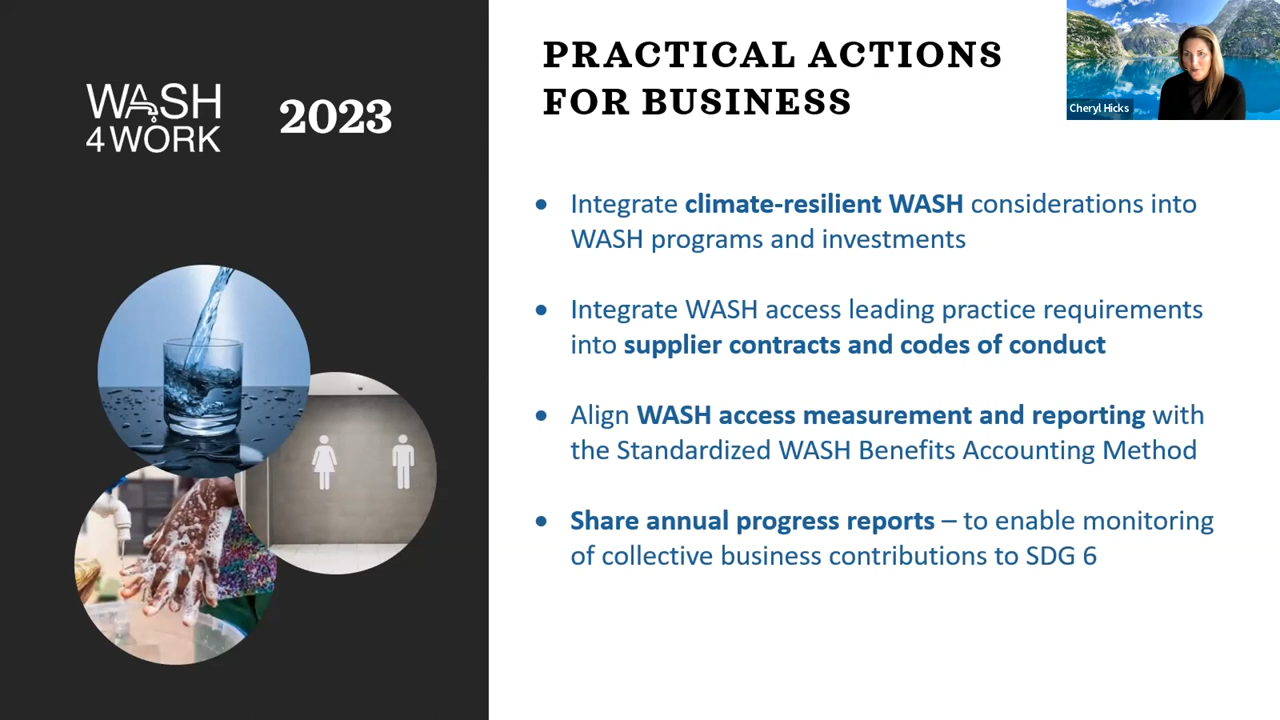 WASH
4WORK
2023
PRACTICAL ACTIONS
FOR BUSINESS
Cheryl Hicks
• Integrate climate-resilient WASH considerations into
WASH programs and investments
• Integrate WASH access leading practice requirements
into supplier contracts and codes of conduct
• Align WASH access measurement and reporting with
the Standardized WASH Benefits Accounting Method
• Share annual progress reports – to enable monitoring
of collective business contributions to SDG 6